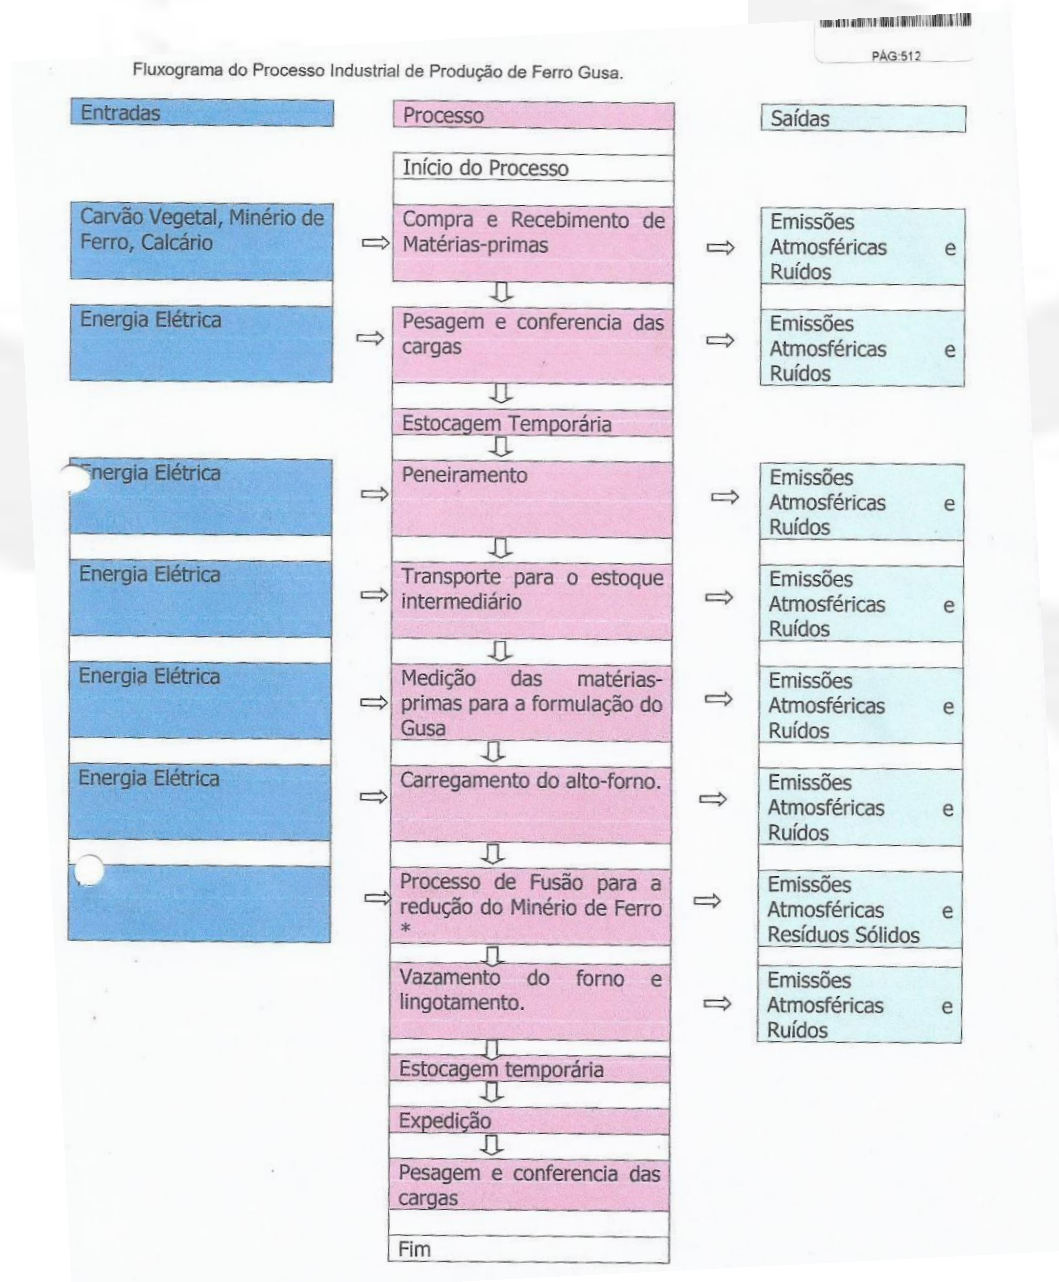 PÁG:512
Fluxograma do Processo Industrial de Produção de Ferro Gusa.
Entradas
Processo
Saídas
Início do Processo
Carvão Vegetal, Minério de
Ferro, Calcário
Compra e Recebimento de
Matérias-primas
Emissões
Atmosféricas e
Ruídos
Energia Elétrica
Pesagem e conferencia das
cargas
Emissões
Atmosféricas e
Ruídos
Estocagem Temporária
Energia Elétrica
Peneiramento
Emissões
Atmosféricas e
Ruídos
Energia Elétrica
Transporte para o estoque
intermediário
Emissões
Atmosféricas e
Ruídos
Energia Elétrica
Medição das matérias-
primas para a formulação do
Gusa
Emissões
Atmosféricas e
Ruídos
Energia Elétrica
Carregamento do alto-forno.
Emissões
Atmosféricas e
Ruídos
Processo de Fusão para a
redução do Minério de Ferro
*
Emissões
Atmosféricas e
Resíduos Sólidos
Vazamento do forno e
lingotamento.
Emissões
Atmosféricas e
Ruídos
Estocagem temporária
Expedição
Pesagem e conferencia das
cargas
Fim